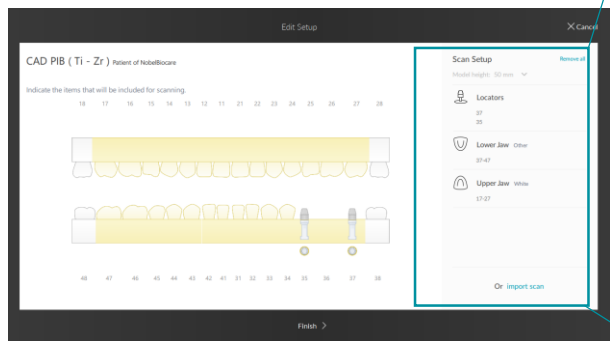 Edit Setup
Cancel
CAD PIB ( Ti - Zr ) Patient of NobelBiocare
Indicate the items that will be included for scanning.
18 17 16 15 14 13 12 11 21 22 23 24 25 26 27 28
48 47 46 45 44 43 42 41 31 32 33 34 35 36 37 38
Scan Setup Remove all
Model height: 50 mm
Locators
37
35
Lower Jaw Other
37-47
Upper Jaw White
17-27
Or import scan
Finish